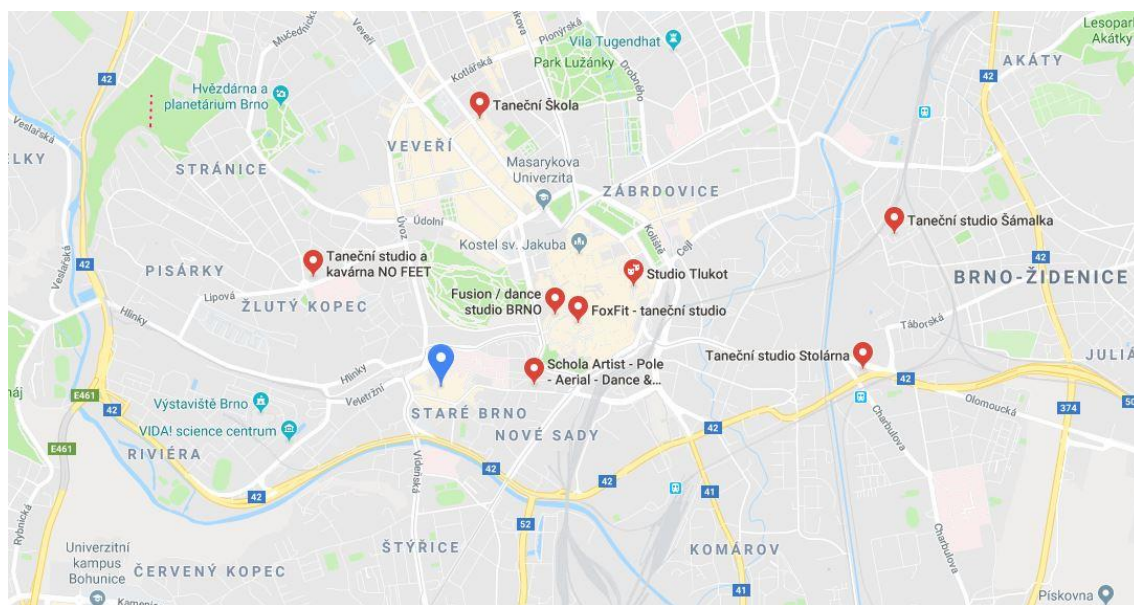 Veveří
Pionýrská
Mučednická
Kotlářská
Vila Tugendhat
Park Lužánky
Drobného
Lesopark
Akátky
AKÁTY
42
42
Veslařská
Hvězdárna a
planetárium Brno
Taneční Škola
VEVEŘÍ
STRÁNICE
Masarykova
Univerzita
ZÁBRDOVICE
Úvoz
Údolní
Koliště
Cejl
Taneční studio Šámalka
Kostel sv. Jakuba
Veslařská
42
42
PISÁRKY
Taneční studio a
kavárna NO FEET
Studio Tlukot
BRNO-ŽIDENICE
Lipová
ŽLUTÝ KOPEC
Fusion / dance
studio BRNO
FoxFit - taneční studio
Hlinky
Táborská
Taneční studio Stolárna
Hlinky
Schola Artist - Pole
- Aerial - Dance &...
Veletržní
E461
42
Výstaviště Brno
STARÉ BRNO
42
Olomoucká
374
50
VIDA! science centrum
NOVÉ SADY
42
Charbulova
E461
RIVIÉRA
Vídeňská
42
42
42
41
Rybnická
52
41
Charbulova
Univerzitní
kampus
Bohunice
ČERVENÝ KOPEC
ŠTÝŘICE
KOMÁROV
Pískovna